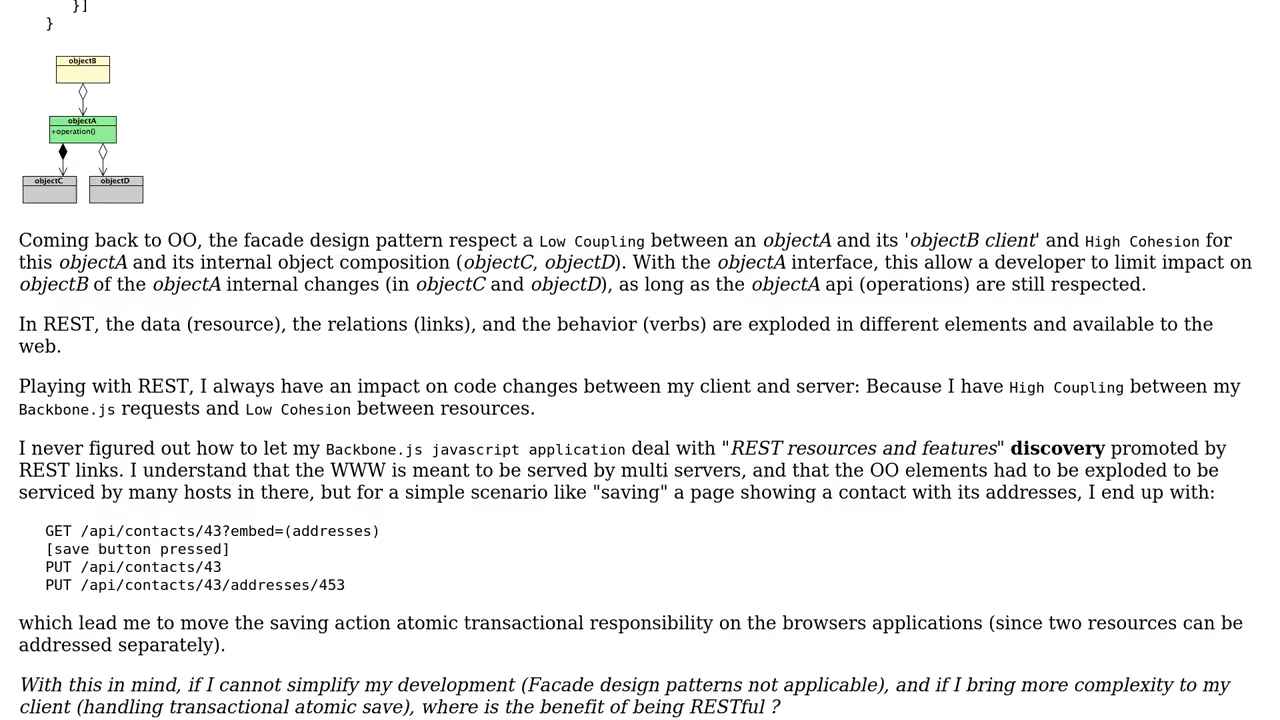 }]
}
objectB
objectA
+operation()
objectC
objectD
Coming back to OO, the facade design pattern respect a Low Coupling between an objectA and its 'objectB client' and High Cohesion for
this objectA and its internal object composition (objectC, objectD). With the objectA interface, this allow a developer to limit impact on
objectB of the objectA internal changes (in objectC and objectD), as long as the objectA api (operations) are still respected.
In REST, the data (resource), the relations (links), and the behavior (verbs) are exploded in different elements and available to the
web.
Playing with REST, I always have an impact on code changes between my client and server: Because I have High Coupling between my
Backbone.js requests and Low Cohesion between resources.
I never figured out how to let my Backbone.js javascript application deal with "REST resources and features" discovery promoted by
REST links. I understand that the WWW is meant to be served by multi servers, and that the OO elements had to be exploded to be
serviced by many hosts in there, but for a simple scenario like "saving" a page showing a contact with its addresses, I end up with:
GET /api/contacts/43?embed=(addresses)
[save button pressed]
PUT /api/contacts/43
PUT /api/contacts/43/addresses/453
which lead me to move the saving action atomic transactional responsibility on the browsers applications (since two resources can be
addressed separately).
With this in mind, if I cannot simplify my development (Facade design patterns not applicable), and if I bring more complexity to my
client (handling transactional atomic save), where is the benefit of being RESTful ?